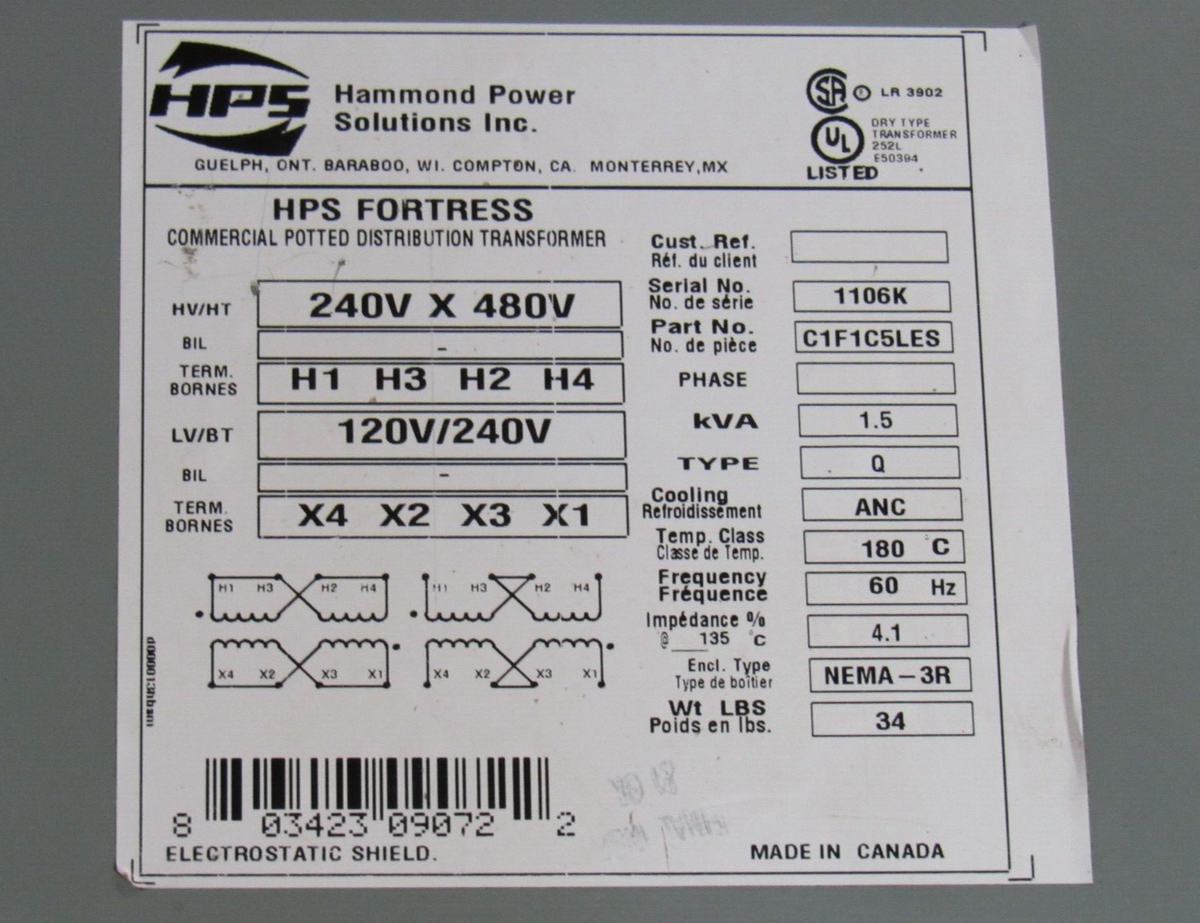 HPS
Hammond Power
Solutions Inc.
GUELPH, ONT. BARABOO, WI. COMPTON, CA. MONTERREY,MX
SA LR 3902
UL
LISTED
DRY TYPE
TRANSFORMER
252L
E50394
HPS FORTRESS
COMMERCIAL POTTED DISTRIBUTION TRANSFORMER
HV/HT 240V X 480V
BIL -
TERM.
BORNES H1 H3 H2 H4
LV/BT 120V/240V
BIL -
TERM.
BORNES X4 X2 X3 X1
Cust. Ref.
Réf. du client
Serial No.
No. de série 1106K
Part No.
No. de pièce C1F1C5LES
PHASE
kVA 1.5
TYPE Q
Cooling
Refroidissement ANC
Temp. Class
Classe de Temp. 180 °C
Frequency
Fréquence 60 Hz
Impédance %
@ 135 °C 4.1
Encl. Type
Type de boîtier NEMA-3R
Wt LBS
Poids en lbs. 34
H1 H3 H2 H4 H1 H3 H2 H4
X4 X2 X3 X1 X4 X2 X3 X1
8 03423 09072 2
ELECTROSTATIC SHIELD.
MADE IN CANADA